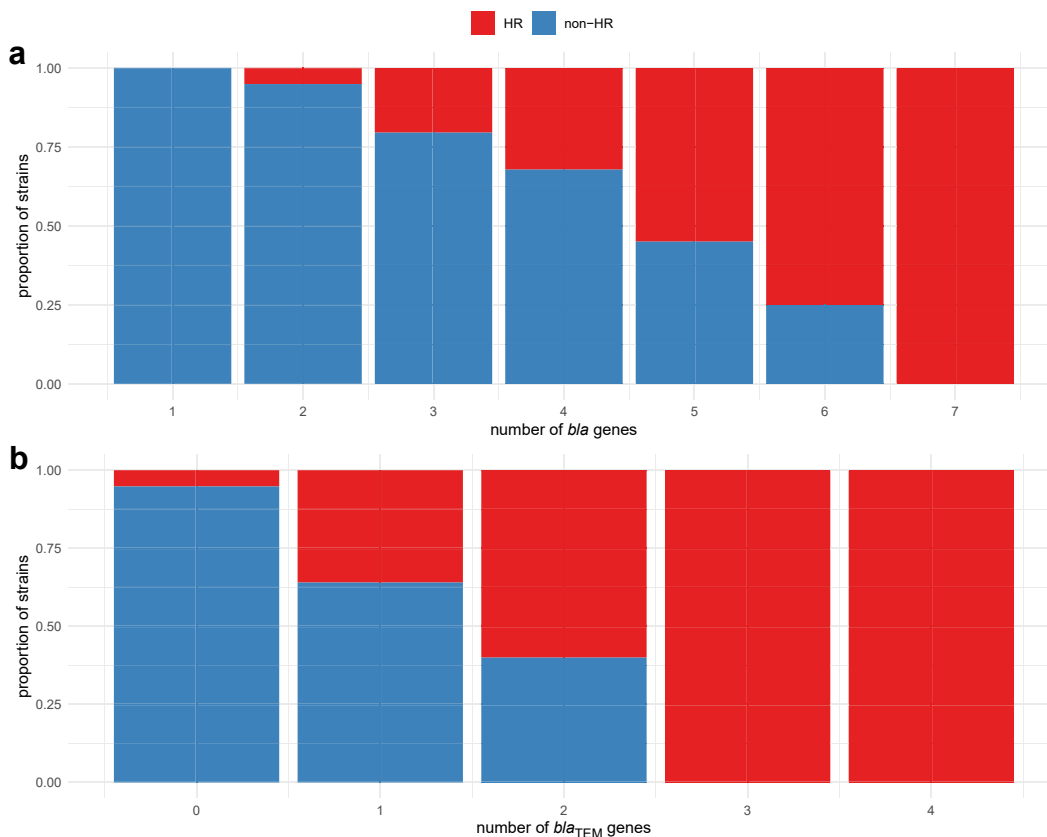 HR non−HR
a
1.00
0.75
0.50
0.25
0.00
proportion of strains
1 2 3 4 5 6 7
number of bla genes
b
1.00
0.75
0.50
0.25
0.00
proportion of strains
0 1 2 3 4
number of blaTEM genes